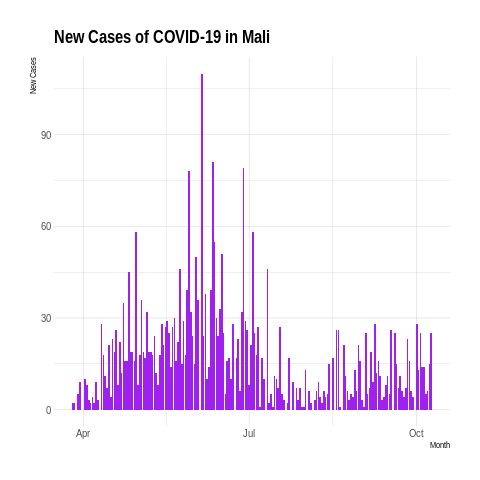 New Cases of COVID-19 in Mali
New Cases
90
60
30
0
Apr
Jul
Oct
Month